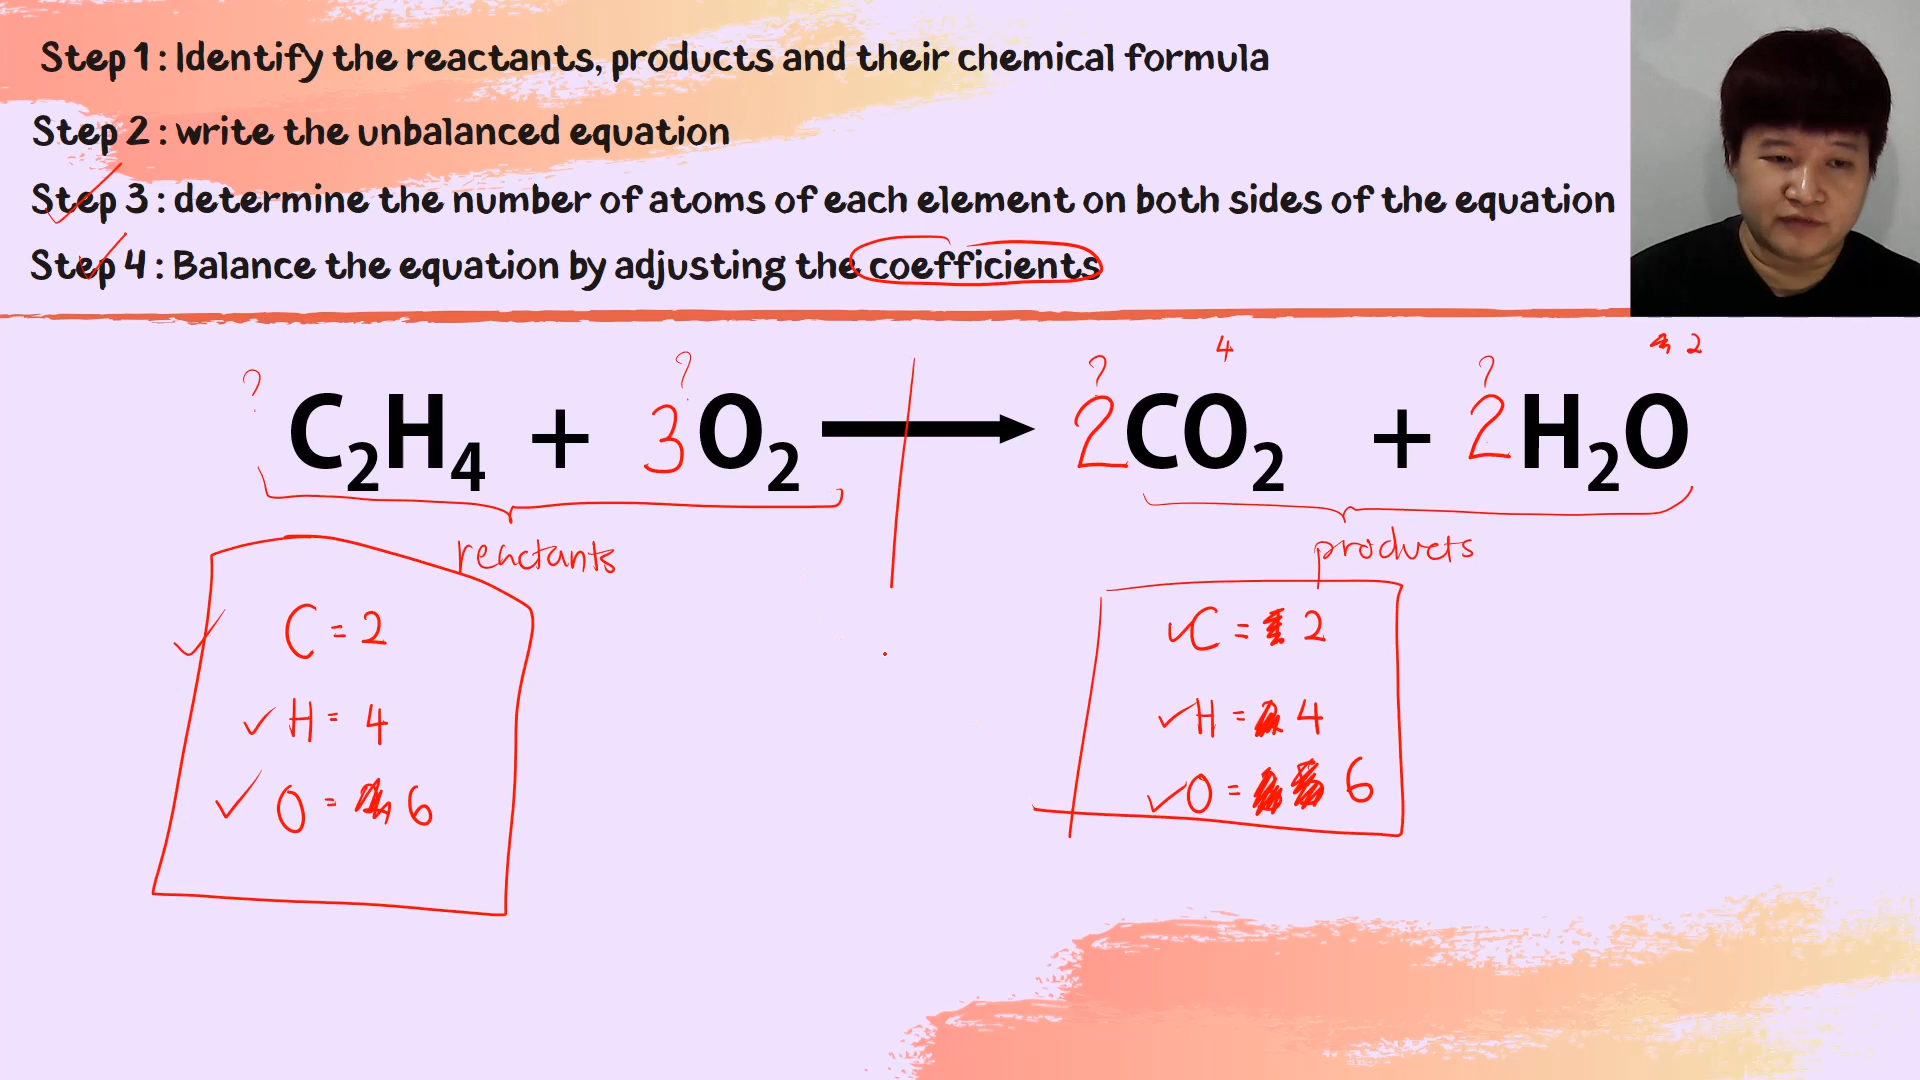 Step 1 : Identify the reactants, products and their chemical formula
Step 2 : write the unbalanced equation
Step 3 : determine the number of atoms of each element on both sides of the equation
Step 4 : Balance the equation by adjusting the coefficients
4 2
? ? ? ?
C₂H₄ + 3O₂ → 2CO₂ + 2H₂O
reactants products
C = 2 C = 2
H = 4 H = 4
O = 6 O = 6